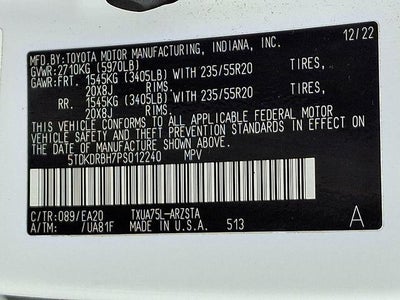 MFD.BY:TOYOTA MOTOR MANUFACTURING, INDIANA, INC.
GVWR:2710KG (5970LB) 12/22
GAWR:FRT. 1545KG (3405LB) WITH 235/55R20 TIRES,
20X8J RIMS.
RR. 1545KG (3405LB) WITH 235/55R20 TIRES,
20X8J RIMS.
THIS VEHICLE CONFORMS TO ALL APPLICABLE FEDERAL MOTOR
VEHICLE SAFETY AND THEFT PREVENTION STANDARDS IN EFFECT ON
THE DATE OF MANUFACTURE SHOWN ABOVE.
5TDKDRBH7PS012240 MPV
C/TR:089/EA20 TXUA75L-ARZSTA A
A/TM: /UA81F MADE IN U.S.A. 513